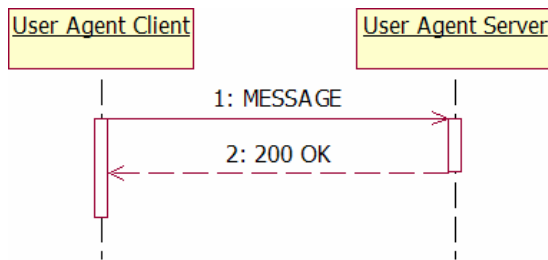 User Agent Client
User Agent Server
1: MESSAGE
2: 200 OK